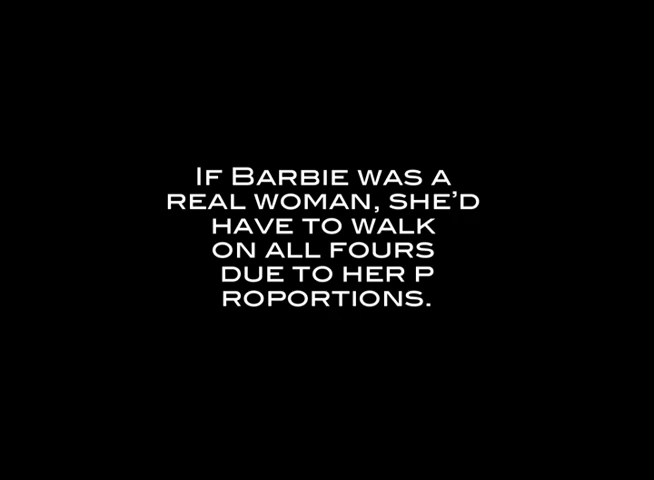 If Barbie was a
real woman, she'd
have to walk
on all fours
due to her p
roportions.